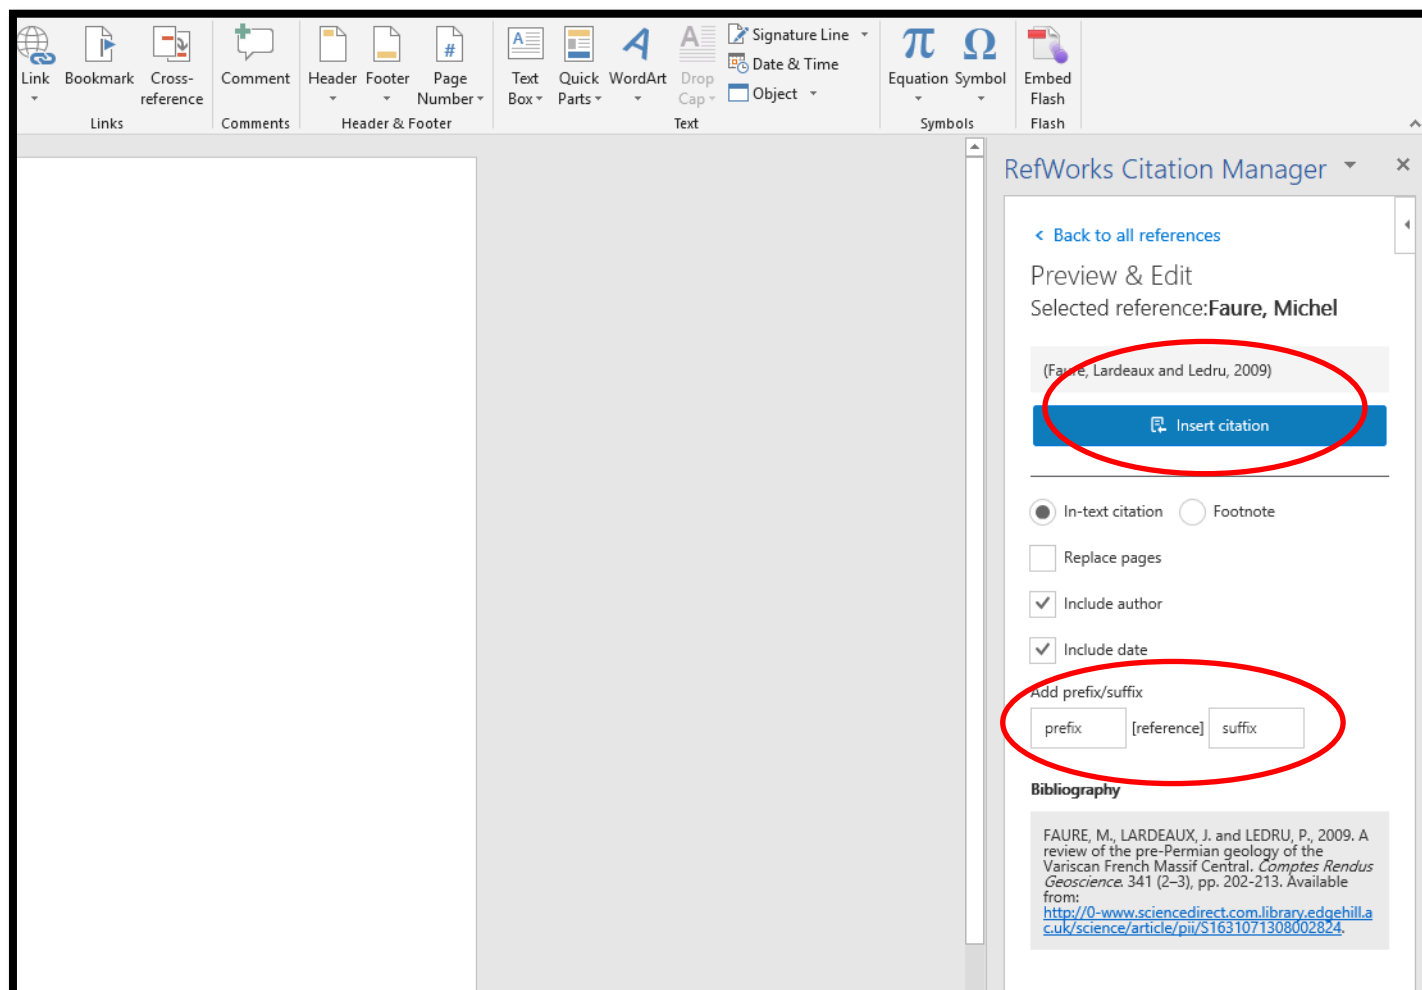 Signature Line
Link Bookmark Cross-reference Comment Header Footer Page Number Text Box Quick Parts WordArt Drop Cap Date & Time Equation Symbol Embed Flash
Object
Links Comments Header & Footer Text Symbols Flash
RefWorks Citation Manager
Back to all references
Preview & Edit
Selected reference:Faure, Michel
(Faure, Lardeaux and Ledru, 2009)
Insert citation
In-text citation Footnote
Replace pages
Include author
Include date
Add prefix/suffix
prefix [reference] suffix
Bibliography
FAURE, M., LARDEAUX, J. and LEDRU, P., 2009. A
review of the pre-Permian geology of the
Variscan French Massif Central. Comptes Rendus
Geoscience. 341 (2–3), pp. 202-213. Available
from:
http://0-www.sciencedirect.com.library.edgehill.a
c.uk/science/article/pii/S1631071308002824.